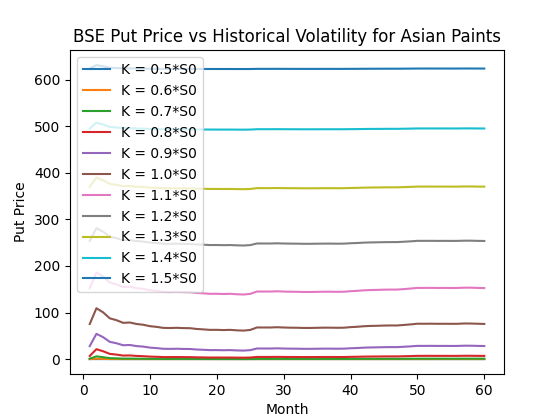 BSE Put Price vs Historical Volatility for Asian Paints
Put Price
600
500
400
300
200
100
0
K = 0.5*S0
K = 0.6*S0
K = 0.7*S0
K = 0.8*S0
K = 0.9*S0
K = 1.0*S0
K = 1.1*S0
K = 1.2*S0
K = 1.3*S0
K = 1.4*S0
K = 1.5*S0
0 10 20 30 40 50 60
Month